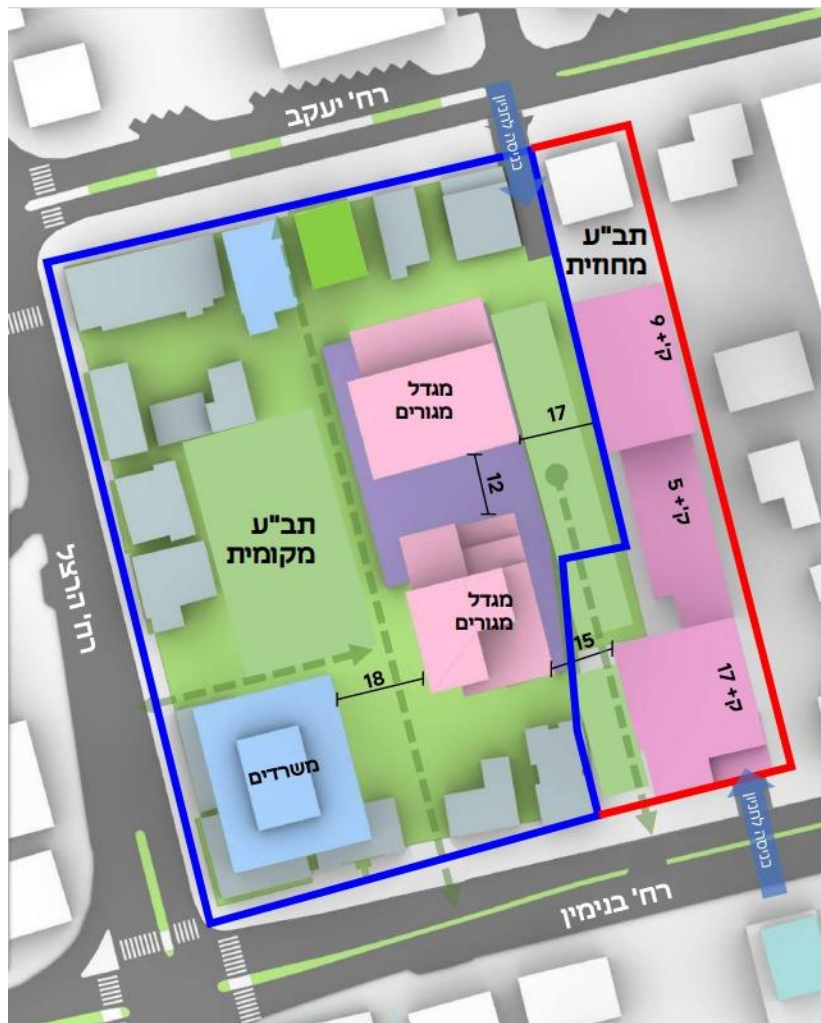 רח' יעקב
כניסה לחניון
תב"ע
מחוזית
ק'+ 9
מגדל
מגורים
17
12
ק'+ 5
תב"ע
מקומית
מגדל
מגורים
רח' הרצל
15
18
ק+ 17
משרדים
כניסה לחניון
רח' בנימין